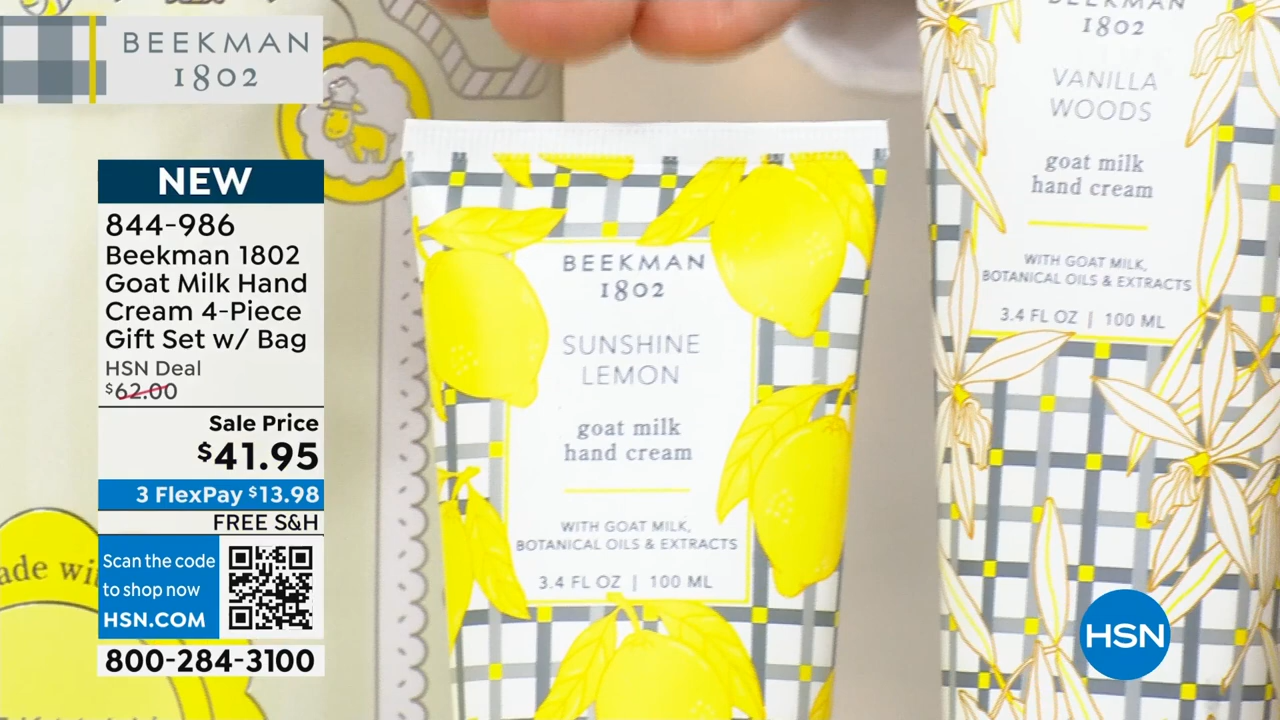 BEEKMAN
1802
NEW
844-986
Beekman 1802
Goat Milk Hand
Cream 4-Piece
Gift Set w/ Bag
HSN Deal
$62.00
Sale Price
$41.95
3 FlexPay $13.98
FREE S&H
Scan the code
to shop now
HSN.COM
800-284-3100
BEEKMAN
1802
SUNSHINE
LEMON
goat milk
hand cream
WITH GOAT MILK,
BOTANICAL OILS & EXTRACTS
3.4 FL OZ | 100 ML
BEEKMAN
1802
VANILLA
WOODS
goat milk
hand cream
WITH GOAT MILK,
BOTANICAL OILS & EXTRACTS
3.4 FL OZ | 100 ML
HSN